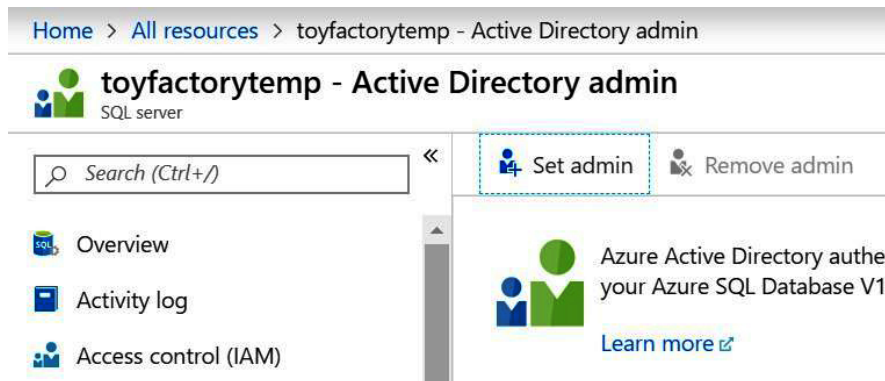 Home > All resources > toyfactorytemp - Active Directory admin
toyfactorytemp - Active Directory admin
SQL server
Search (Ctrl+/)
«
Set admin
Remove admin
Overview
Activity log
Access control (IAM)
Azure Active Directory authe
your Azure SQL Database V1
Learn more